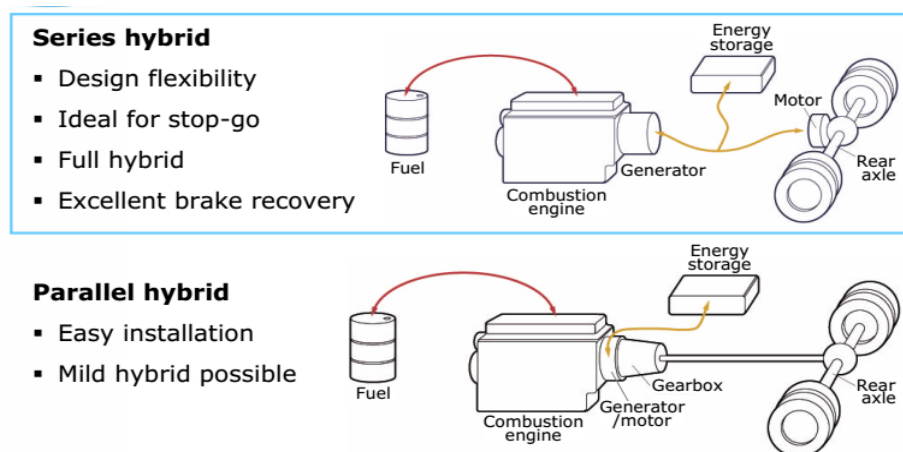 Series hybrid
▪ Design flexibility
▪ Ideal for stop-go
▪ Full hybrid
▪ Excellent brake recovery
Energy
storage
Motor
Fuel
Generator
Rear
axle
Combustion
engine
Parallel hybrid
▪ Easy installation
▪ Mild hybrid possible
Energy
storage
Fuel
Gearbox
Generator
/motor
Rear
axle
Combustion
engine